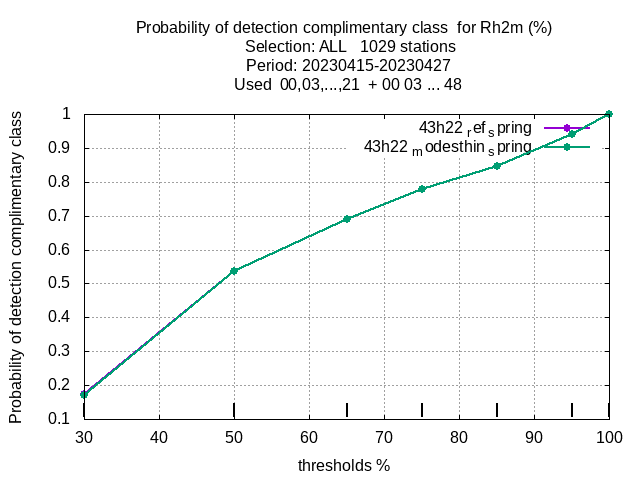 Probability of detection complimentary class  for Rh2m (%)
Selection: ALL   1029 stations
Period: 20230415-20230427
Used  00,03,...,21  + 00 03 ... 48
Probability of detection complimentary class
43h22 ref spring
43h22 modesthin spring
1
0.9
0.8
0.7
0.6
0.5
0.4
0.3
0.2
0.1
30 40 50 60 70 80 90 100
thresholds %